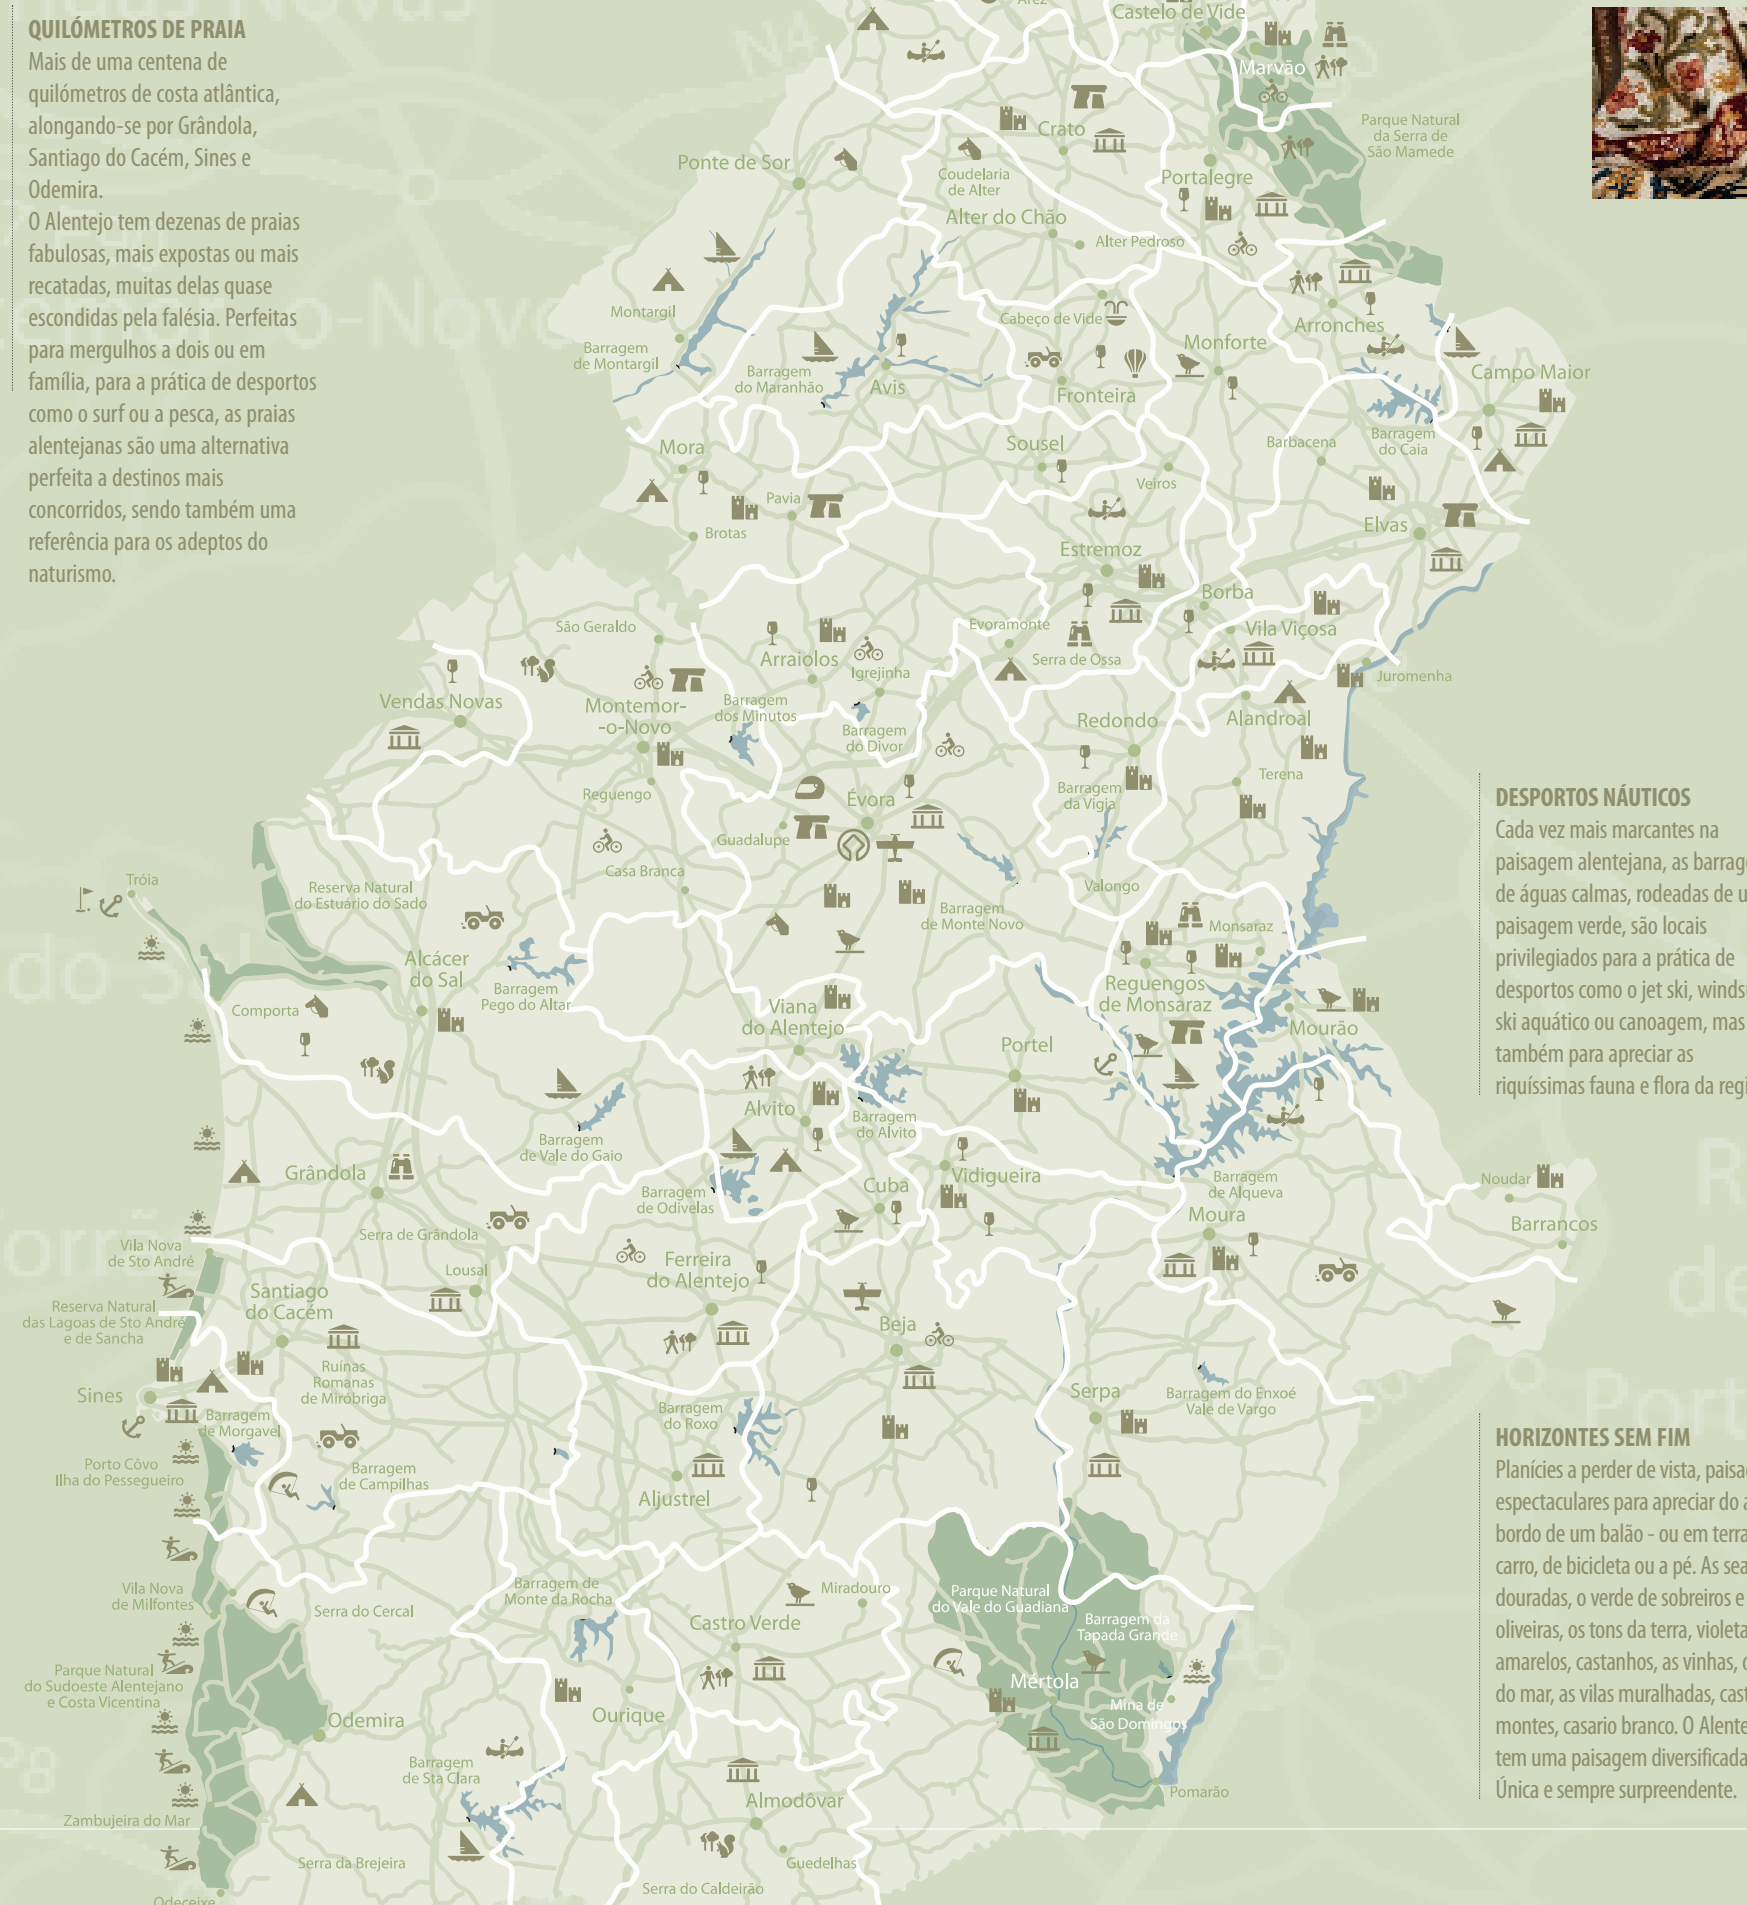 QUILÓMETROS DE PRAIA
Mais de uma centena de
quilómetros de costa atlântica,
alongando-se por Grândola,
Santiago do Cacém, Sines e
Odemira.
O Alentejo tem dezenas de praias
fabulosas, mais expostas ou mais
recatadas, muitas delas quase
escondidas pela falésia. Perfeitas
para mergulhos a dois ou em
família, para a prática de desportos
como o surf ou a pesca, as praias
alentejanas são uma alternativa
perfeita a destinos mais
concorridos, sendo também uma
referência para os adeptos do
naturismo.
Arez
Castelo de Vide
Marvão
Parque Natural
da Serra de
São Mamede
Crato
Ponte de Sor
Coudelaria
de Alter
Portalegre
Alter do Chão
Alter Pedroso
Montargil
Barragem
de Montargil
Cabeço de Vide
Arronches
Monforte
Barragem
do Maranhão
Avis
Fronteira
Campo Maior
Mora
Sousel
Barbacena
Barragem
do Caia
Veiros
Pavia
Brotas
Elvas
Estremoz
Borba
São Geraldo
Evoramonte
Vila Viçosa
Arraiolos
Igrejinha
Serra de Ossa
Juromenha
Vendas Novas
Montemor-
-o-Novo
Barragem
dos Minutos
Barragem
do Divor
Redondo
Alandroal
Terena
Reguengo
Évora
Barragem
da Vigia
Guadalupe
Casa Branca
Valongo
Tróia
Reserva Natural
do Estuário do Sado
Barragem
de Monte Novo
Monsaraz
Alcácer
do Sal
Barragem
Pego do Altar
Reguengos
de Monsaraz
Comporta
Viana
do Alentejo
Mourão
Portel
Alvito
Barragem
do Alvito
Barragem
de Vale do Gaio
Grândola
Vidigueira
Cuba
Barragem
de Odivelas
Barragem
de Alqueva
Noudar
Moura
Barrancos
Serra de Grândola
Vila Nova
de Sto André
Lousal
Ferreira
do Alentejo
Santiago
do Cacém
Reserva Natural
das Lagoas de Sto André
e de Sancha
Beja
Ruínas
Romanas
de Miróbriga
Sines
Serpa
Barragem do Enxoé
Vale de Vargo
Barragem
de Morgavel
Barragem
do Roxo
Porto Côvo
Ilha do Pessegueiro
Barragem
de Campilhas
Aljustrel
Vila Nova
de Milfontes
Serra do Cercal
Barragem de
Monte da Rocha
Miradouro
Parque Natural
do Vale do Guadiana
Castro Verde
Barragem da
Tapada Grande
Parque Natural
do Sudoeste Alentejano
e Costa Vicentina
Mértola
Mina de
São Domingos
Odemira
Ourique
Barragem
de Sta Clara
Pomarão
Almodôvar
Zambujeira do Mar
Serra da Brejeira
Guedelhas
Serra do Caldeirão
Odeceixe
DESPORTOS NÁUTICOS
Cada vez mais marcantes na
paisagem alentejana, as
de águas calmas, rodeadas de
paisagem verde, são locais
privilegiados para a prática de
desportos como o jet ski,
ski aquático ou canoagem, mas
também para apreciar as
riquíssimas fauna e flora da
HORIZONTES SEM FIM
Planícies a perder de vista,
espectaculares para apreciar do
bordo de um balão - ou em terra
carro, de bicicleta ou a pé. As
douradas, o verde de sobreiros e
oliveiras, os tons da terra,
amarelos, castanhos, as vinhas,
do mar, as vilas muralhadas,
montes, casario branco. O
tem uma paisagem diversificada
Única e sempre surpreendente.